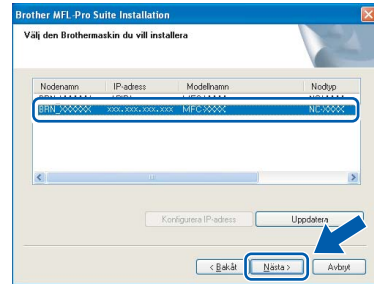 Brother MFL-Pro Suite Installation
Välj den Brothermaskin du vill installera
Nodenamn IP-adress Modellnamn Nodtyp
BRN_XXXXXX xxx.xxx.xxx.xxx MFC-XXXX NC-XXXX
Konfigurera IP-adress Uppdatera
< Bakåt Nästa > Avbryt